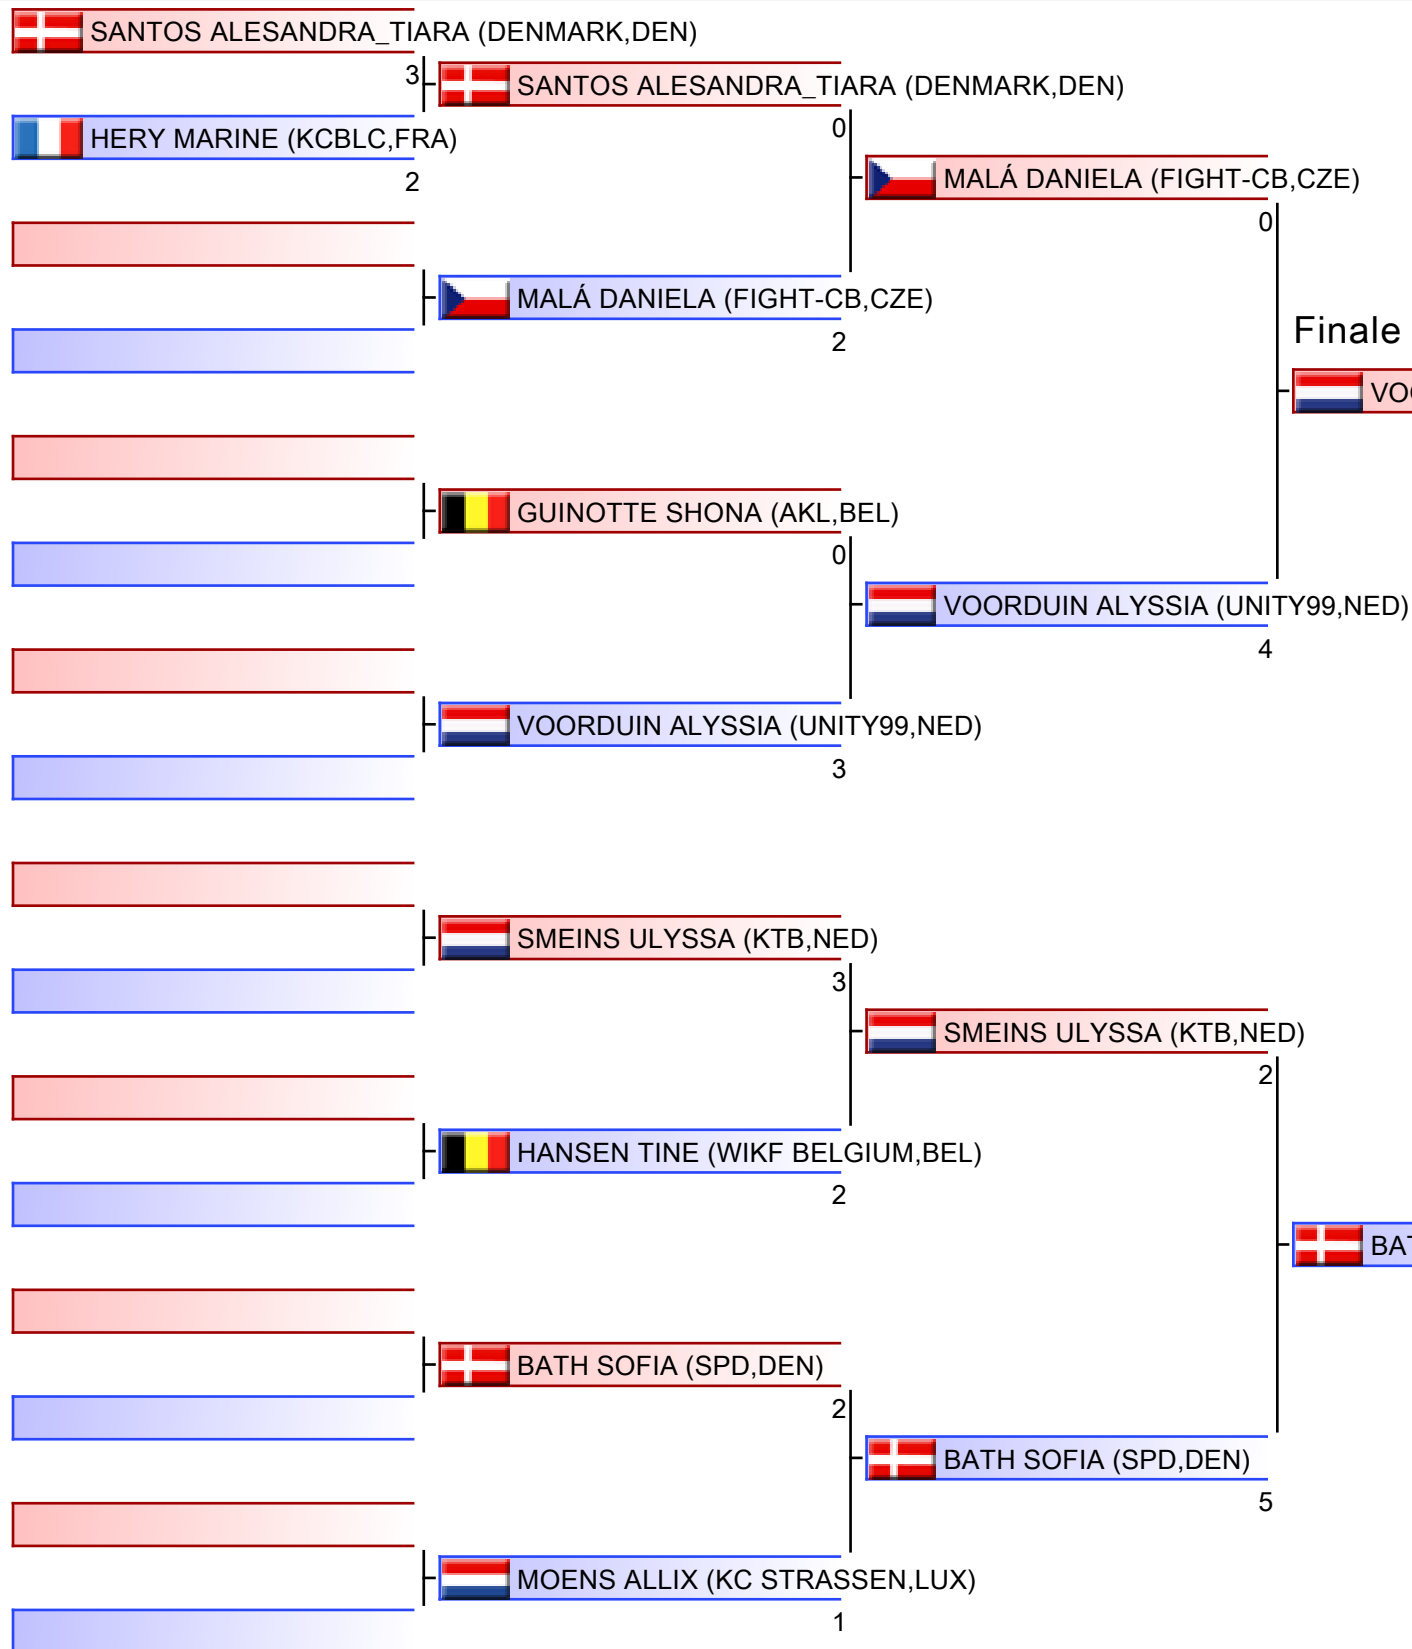 SANTOS ALESANDRA_TIARA (DENMARK,DEN)
3
SANTOS ALESANDRA_TIARA (DENMARK,DEN)
0
HERY MARINE (KCBLC,FRA)
2
MALÁ DANIELA (FIGHT-CB,CZE)
0
MALÁ DANIELA (FIGHT-CB,CZE)
2
Finale
GUINOTTE SHONA (AKL,BEL)
0
VOORDUIN ALYSSIA (UNITY99,NED)
4
VOORDUIN ALYSSIA (UNITY99,NED)
3
SMEINS ULYSSA (KTB,NED)
3
SMEINS ULYSSA (KTB,NED)
2
HANSEN TINE (WIKF BELGIUM,BEL)
2
BATH SOFIA (SPD,DEN)
2
BATH SOFIA (SPD,DEN)
5
MOENS ALLIX (KC STRASSEN,LUX)
1